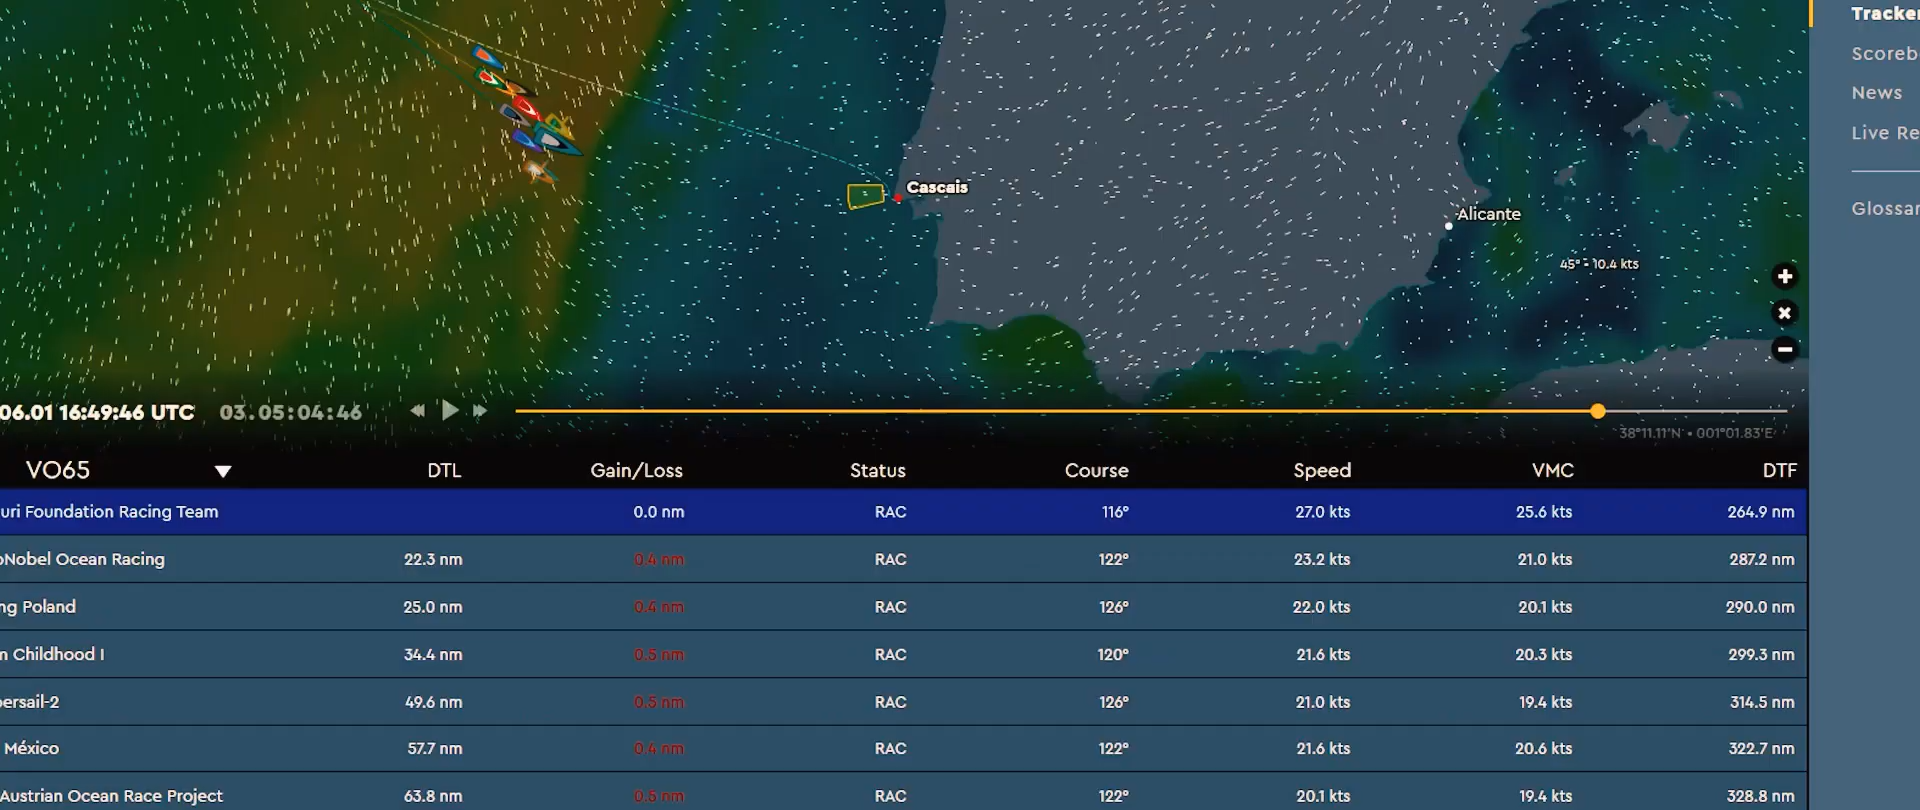 Tracker
Scoreb
News
Live Re
Glossar
Cascais
Alicante
45° - 10.4 kts
06.01 16:49:46 UTC 03.05:04:46
38°11.11'N • 001°01.83'E
VO65 DTL Gain/Loss Status Course Speed VMC DTF
uri Foundation Racing Team 0.0 nm RAC 116° 27.0 kts 25.6 kts 264.9 nm
oNobel Ocean Racing 22.3 nm 0.4 nm RAC 122° 23.2 kts 21.0 kts 287.2 nm
ng Poland 25.0 nm 0.4 nm RAC 126° 22.0 kts 20.1 kts 290.0 nm
n Childhood I 34.4 nm 0.5 nm RAC 120° 21.6 kts 20.3 kts 299.3 nm
ersail-2 49.6 nm 0.5 nm RAC 126° 21.0 kts 19.4 kts 314.5 nm
México 57.7 nm 0.4 nm RAC 122° 21.6 kts 20.6 kts 322.7 nm
Austrian Ocean Race Project 63.8 nm 0.5 nm RAC 122° 20.1 kts 19.4 kts 328.8 nm